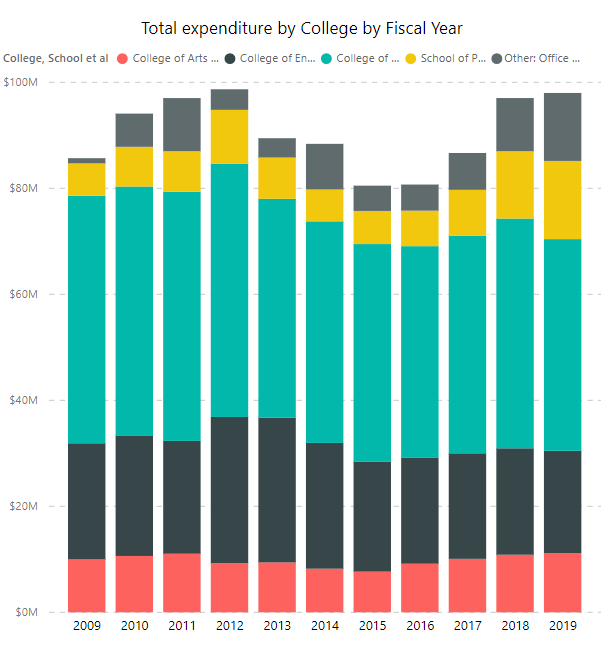 Total expenditure by College by Fiscal Year
College, School et al College of Arts ... College of En... College of ... School of P... Other: Office ...
$100M
$80M
$60M
$40M
$20M
$0M
2009 2010 2011 2012 2013 2014 2015 2016 2017 2018 2019